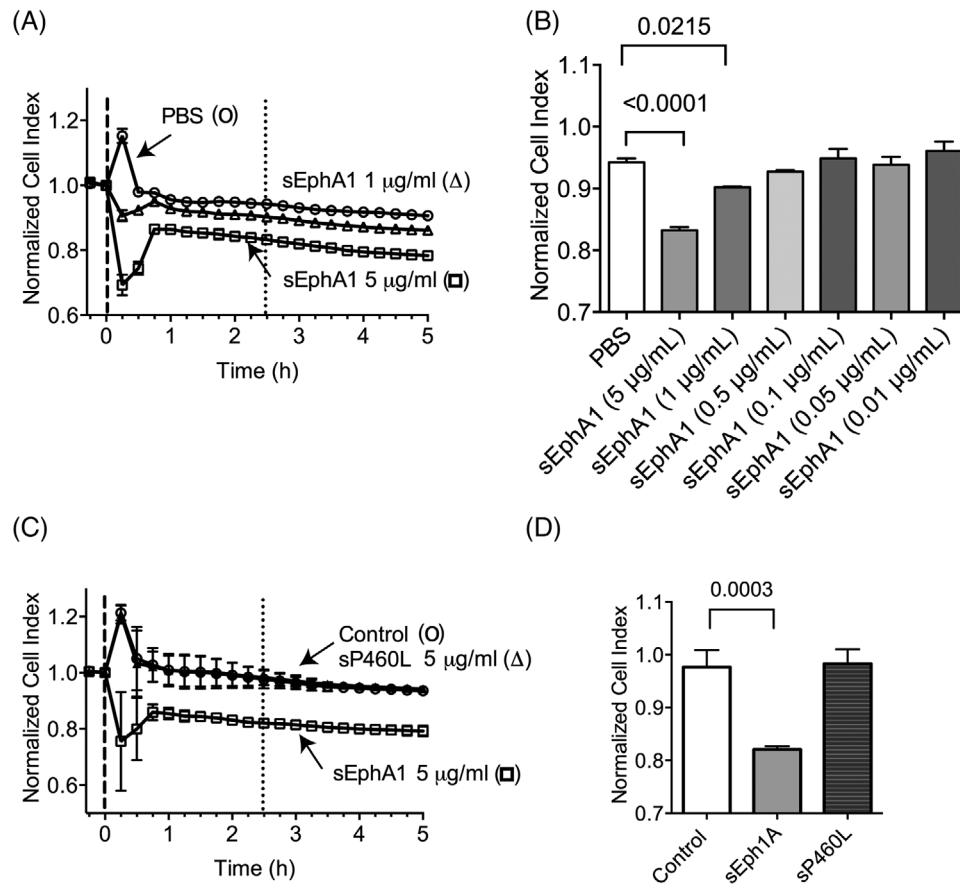 (A)
Normalized Cell Index
1.2
1.0
0.8
0.6
PBS (O)
sEphA1 1 μg/ml (Δ)
sEphA1 5 μg/ml (□)
0 1 2 3 4 5
Time (h)
(B)
Normalized Cell Index
1.1
1.0
0.9
0.8
0.7
0.0215
<0.0001
PBS
sEphA1 (5 μg/mL)
sEphA1 (1 μg/mL)
sEphA1 (0.5 μg/mL)
sEphA1 (0.1 μg/mL)
sEphA1 (0.05 μg/mL)
sEphA1 (0.01 μg/mL)
(C)
Normalized Cell Index
1.2
1.0
0.8
0.6
Control (O)
sP460L 5 μg/ml (Δ)
sEphA1 5 μg/ml (□)
0 1 2 3 4 5
Time (h)
(D)
Normalized Cell Index
1.1
1.0
0.9
0.8
0.7
0.0003
Control
sEph1A
sP460L